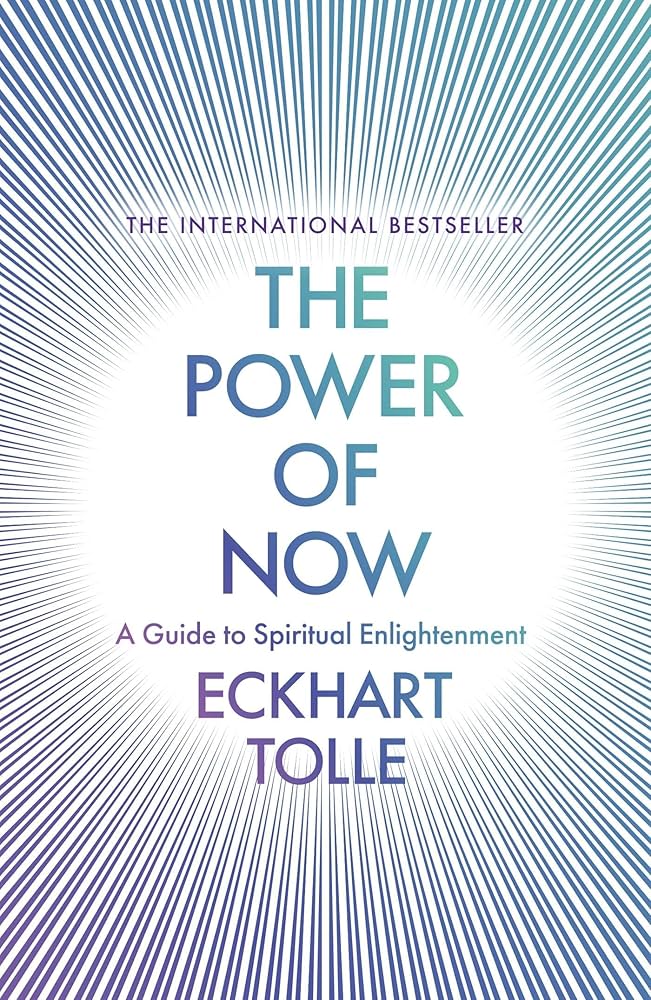 THE INTERNATIONAL BESTSELLER
THE
POWER
OF
NOW
A Guide to Spiritual Enlightenment
ECKHART
TOLLE